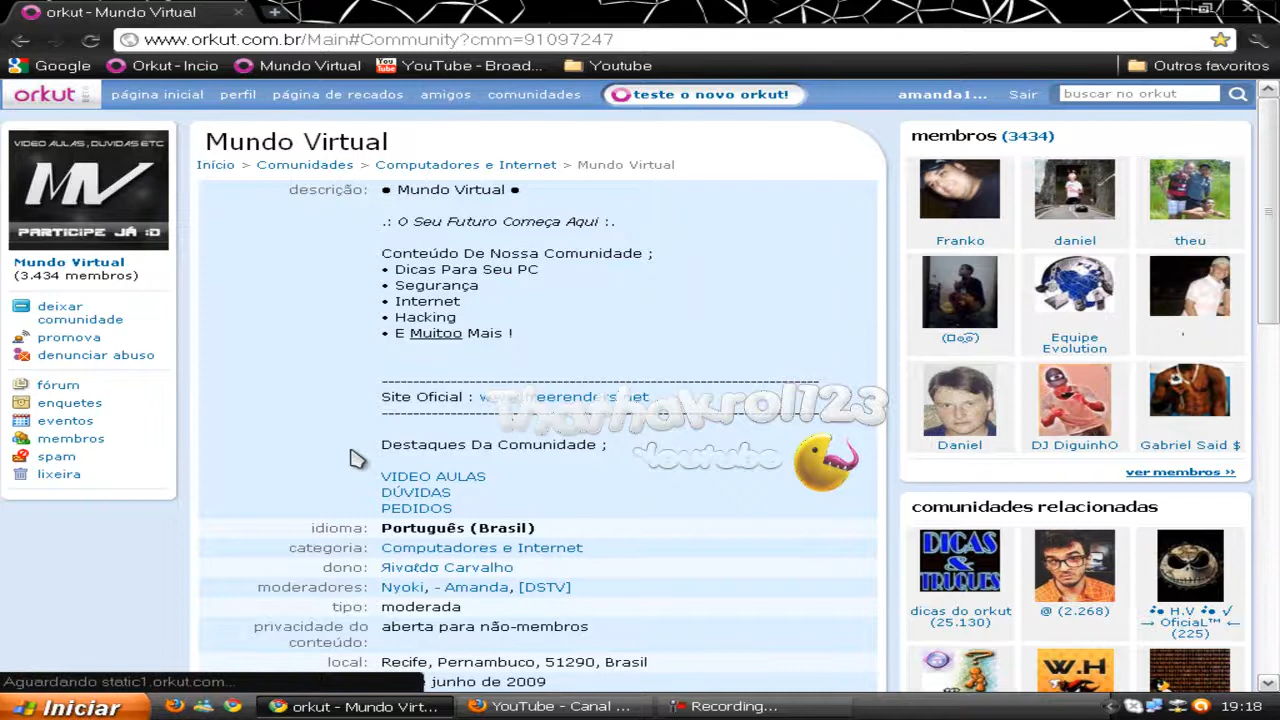 orkut - Mundo Virtual
www.orkut.com.br/Main#Community?cmm=91097247
Google
Orkut - Incio
Mundo Virtual
YouTube - Broad...
Youtube
Outros favoritos
orkut BETA
página inicial
perfil
página de recados
amigos
comunidades
teste o novo orkut!
amanda1...
Sair
buscar no orkut
VIDEO AULAS, DUVIDAS ETC
MV
PARTICIPE JÁ :D
Mundo Virtual
(3.434 membros)
deixar
comunidade
promova
denunciar abuso
fórum
enquetes
eventos
membros
spam
lixeira
Mundo Virtual
Início > Comunidades > Computadores e Internet > Mundo Virtual
descrição: ● Mundo Virtual ●
.: O Seu Futuro Começa Aqui :.
Conteúdo De Nossa Comunidade ;
• Dicas Para Seu PC
• Segurança
• Internet
• Hacking
• E Muitoo Mais !
Site Oficial :
Youtube
Destaques Da Comunidade ;
VIDEO AULAS
DÚVIDAS
PEDIDOS
idioma: Português (Brasil)
categoria: Computadores e Internet
dono: Яivαℓdσ Carvalho
moderadores: Nyoki, - Amanda, [DSTV]
tipo: moderada
privacidade do
conteúdo: aberta para não-membros
local: Recife, Pernambuco, 51290, Brasil
junho de 2009
membros (3434)
Franko
daniel
theu
Equipe
Evolution
Daniel
DJ DiguinhO
Gabriel Said $
ver membros »
comunidades relacionadas
DICAS
&
TRUQUES
dicas do orkut
(25.130)
@ (2.268)
H.V
OficiaL™
(225)
W.H
Aguardando static1.orkut.com...
Iniciar
orkut - Mundo Virt...
YouTube - Canal ...
Recording...
19:18